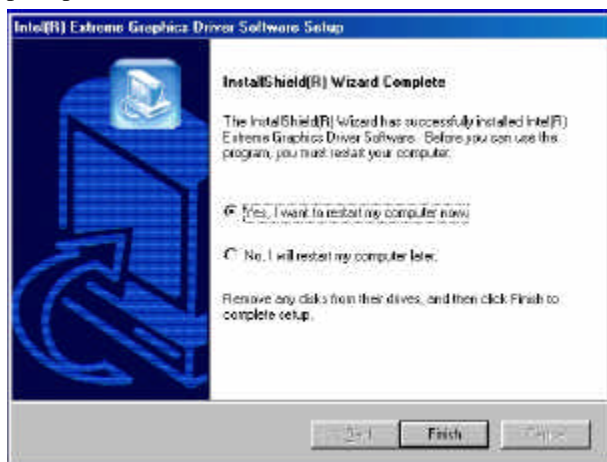 Intel(R) Extreme Graphics Driver Software Setup
InstallShield(R) Wizard Complete
The InstallShield(R) Wizard has successfully installed Intel(R)
Extreme Graphics Driver Software. Before you can use this
program, you must restart your computer.
Yes, I want to restart my computer now.
No, I will restart my computer later.
Remove any disks from their drives, and then click Finish to
complete setup.
< Back Finish Cancel